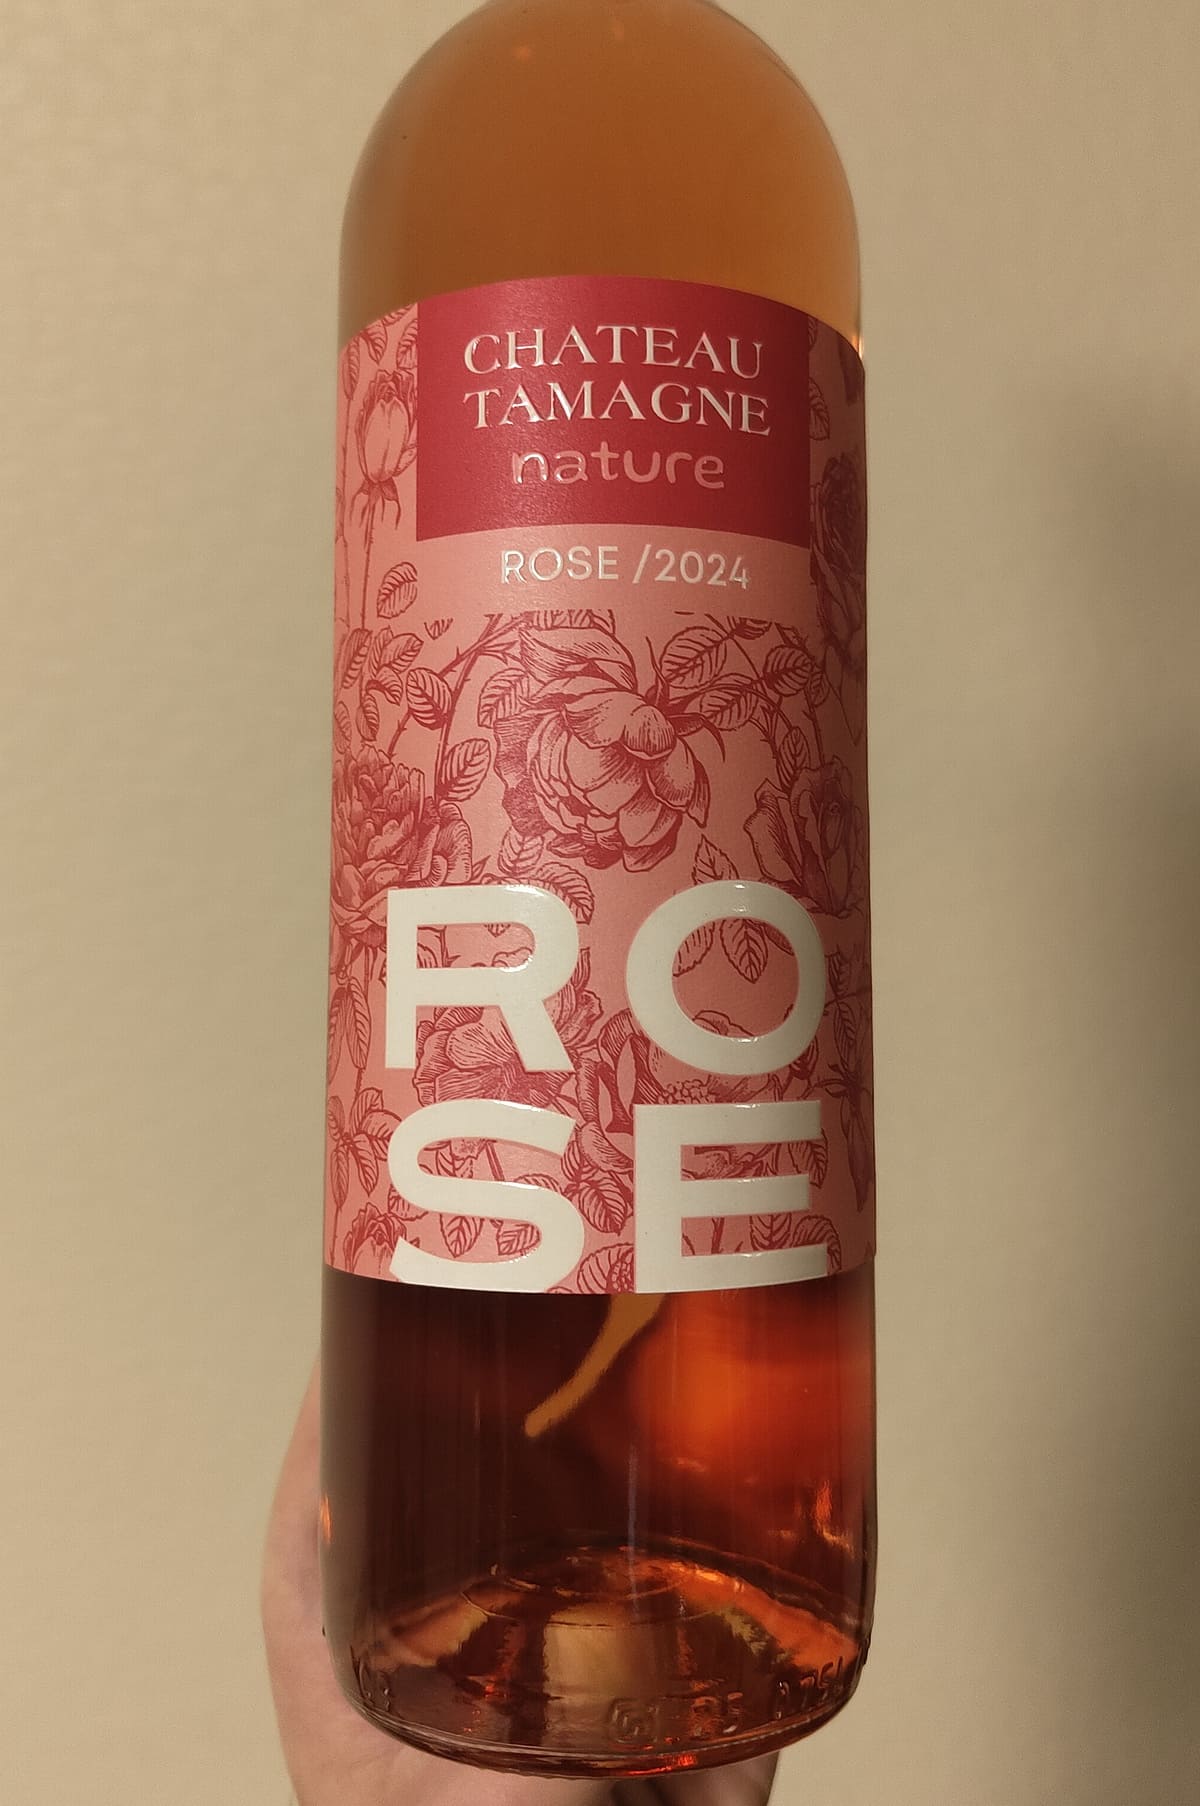 CHATEAU
TAMAGNE
nature
ROSE /2024
RO
SE